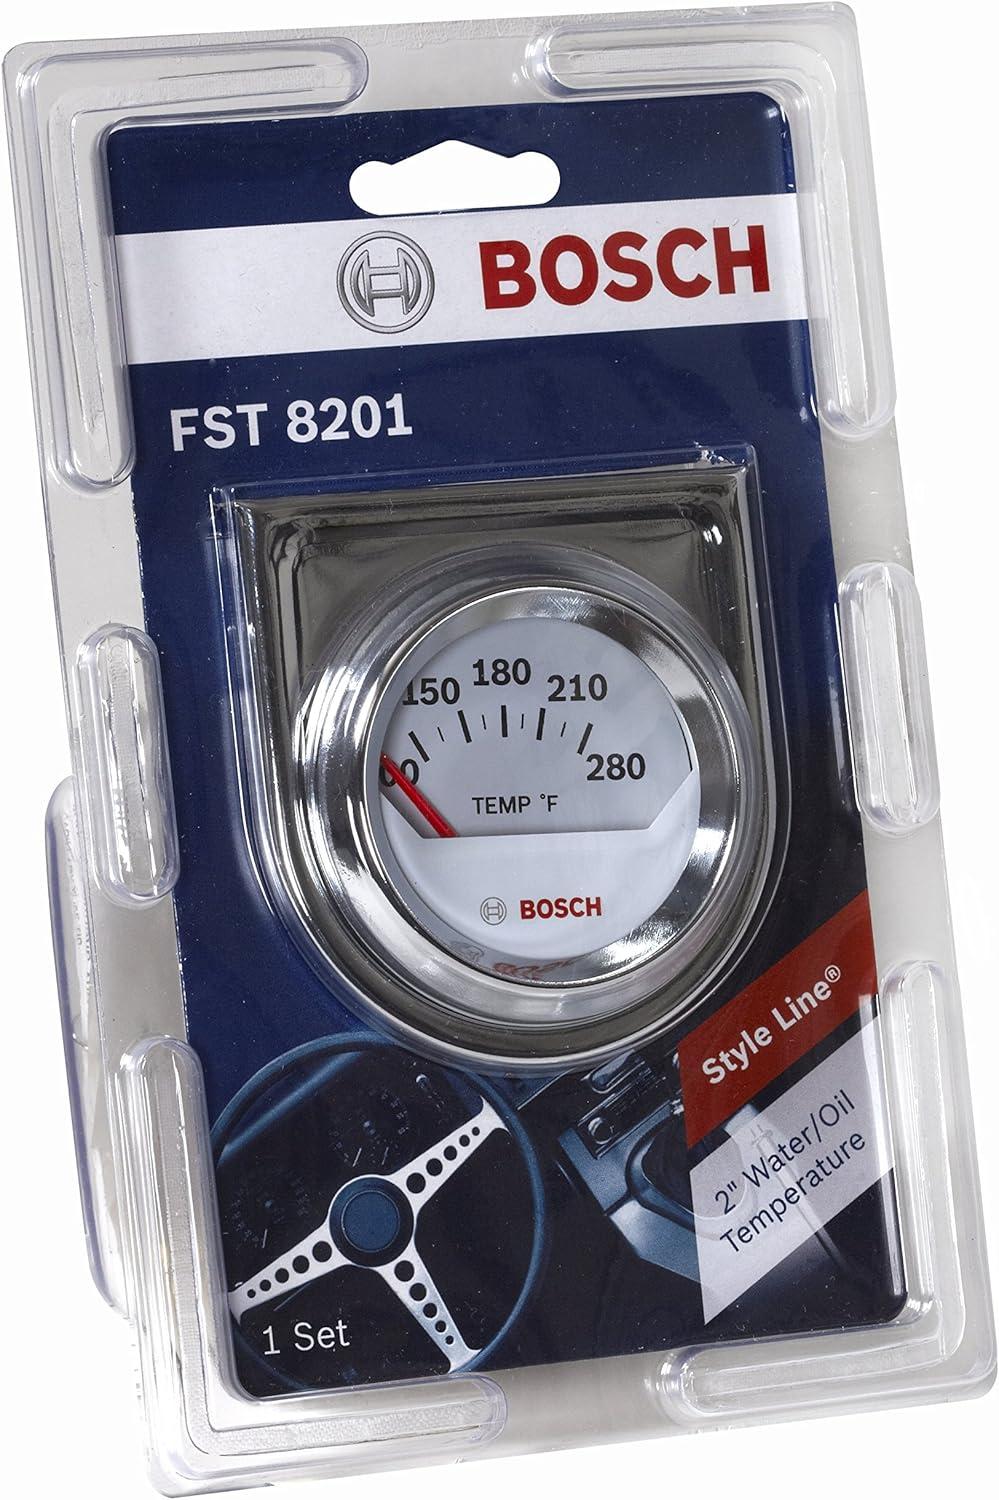 BOSCH
FST 8201
150 180 210
280
TEMP °F
BOSCH
Style Line®
2" Water/Oil
Temperature
1 Set